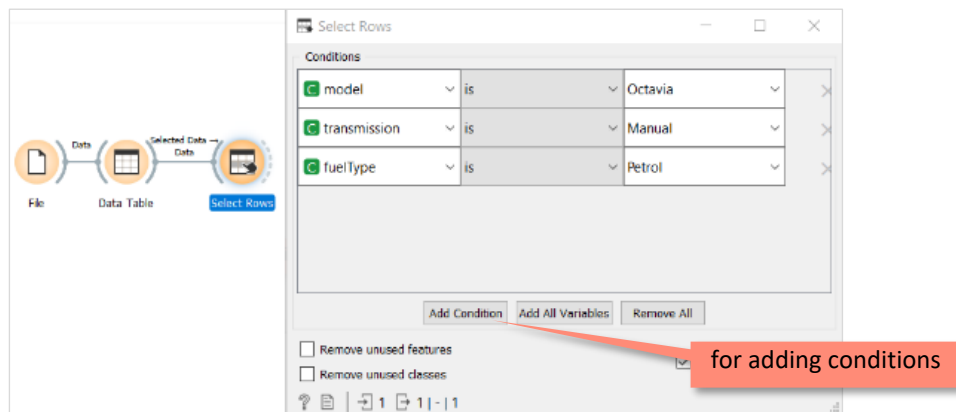 Select Rows
Conditions
C model is Octavia
C transmission is Manual
C fuelType is Petrol
Data
Selected Data →
Data
File Data Table Select Rows
Add Condition Add All Variables Remove All
Remove unused features
Remove unused classes
for adding conditions
? 1 1 | - | 1